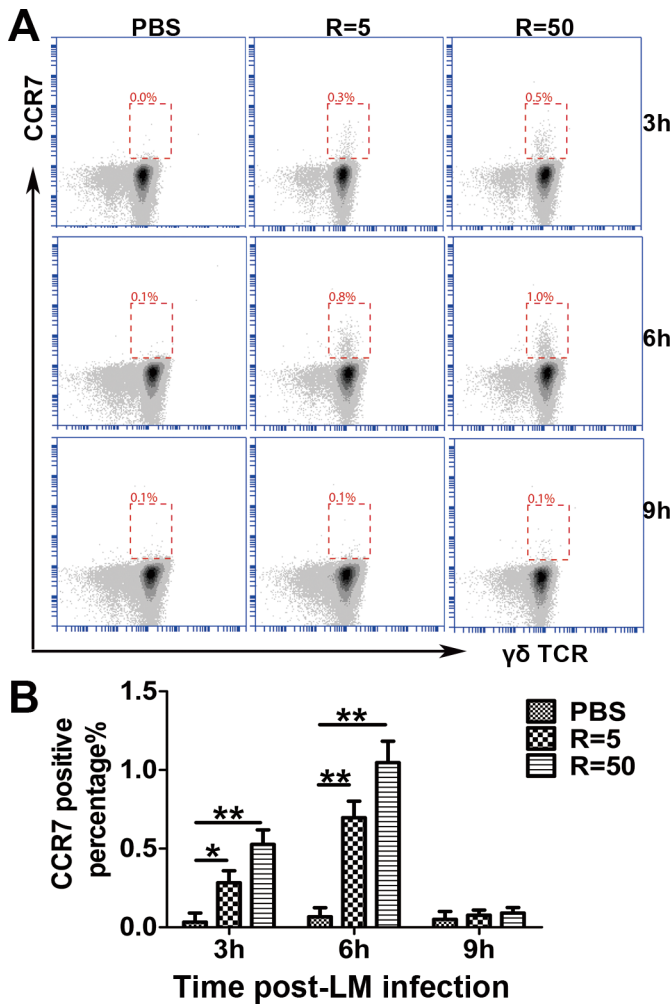 A
PBS R=5 R=50
CCR7
0.0% 0.3% 0.5%
3h
0.1% 0.8% 1.0%
6h
0.1% 0.1% 0.1%
9h
γδ TCR
B
CCR7 positive
percentage%
1.5
1.0
0.5
0.0
** **
** *
PBS
R=5
R=50
3h 6h 9h
Time post-LM infection